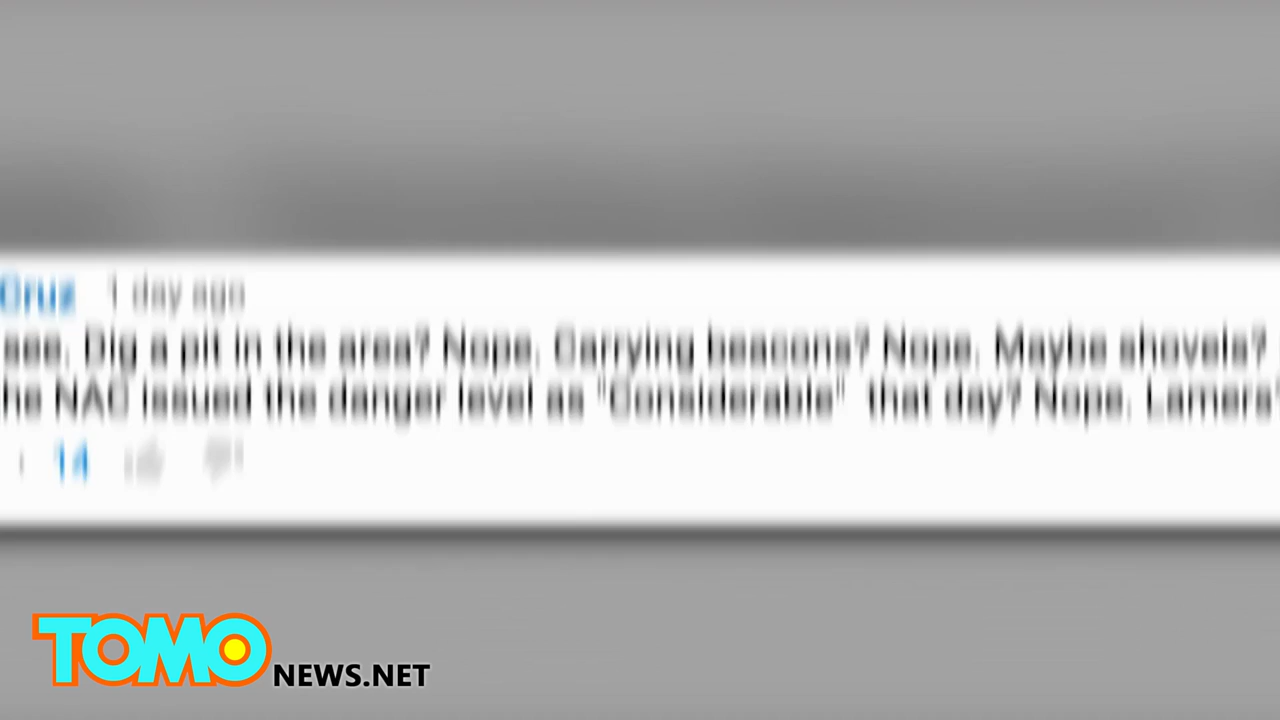 Cruz 1 day ago
see. Dig a pit in the area? Nope. Carrying beacons? Nope. Maybe shovels?
he NAC issued the danger level as "Considerable" that day? Nope. Lamers
14
TOMO NEWS.NET